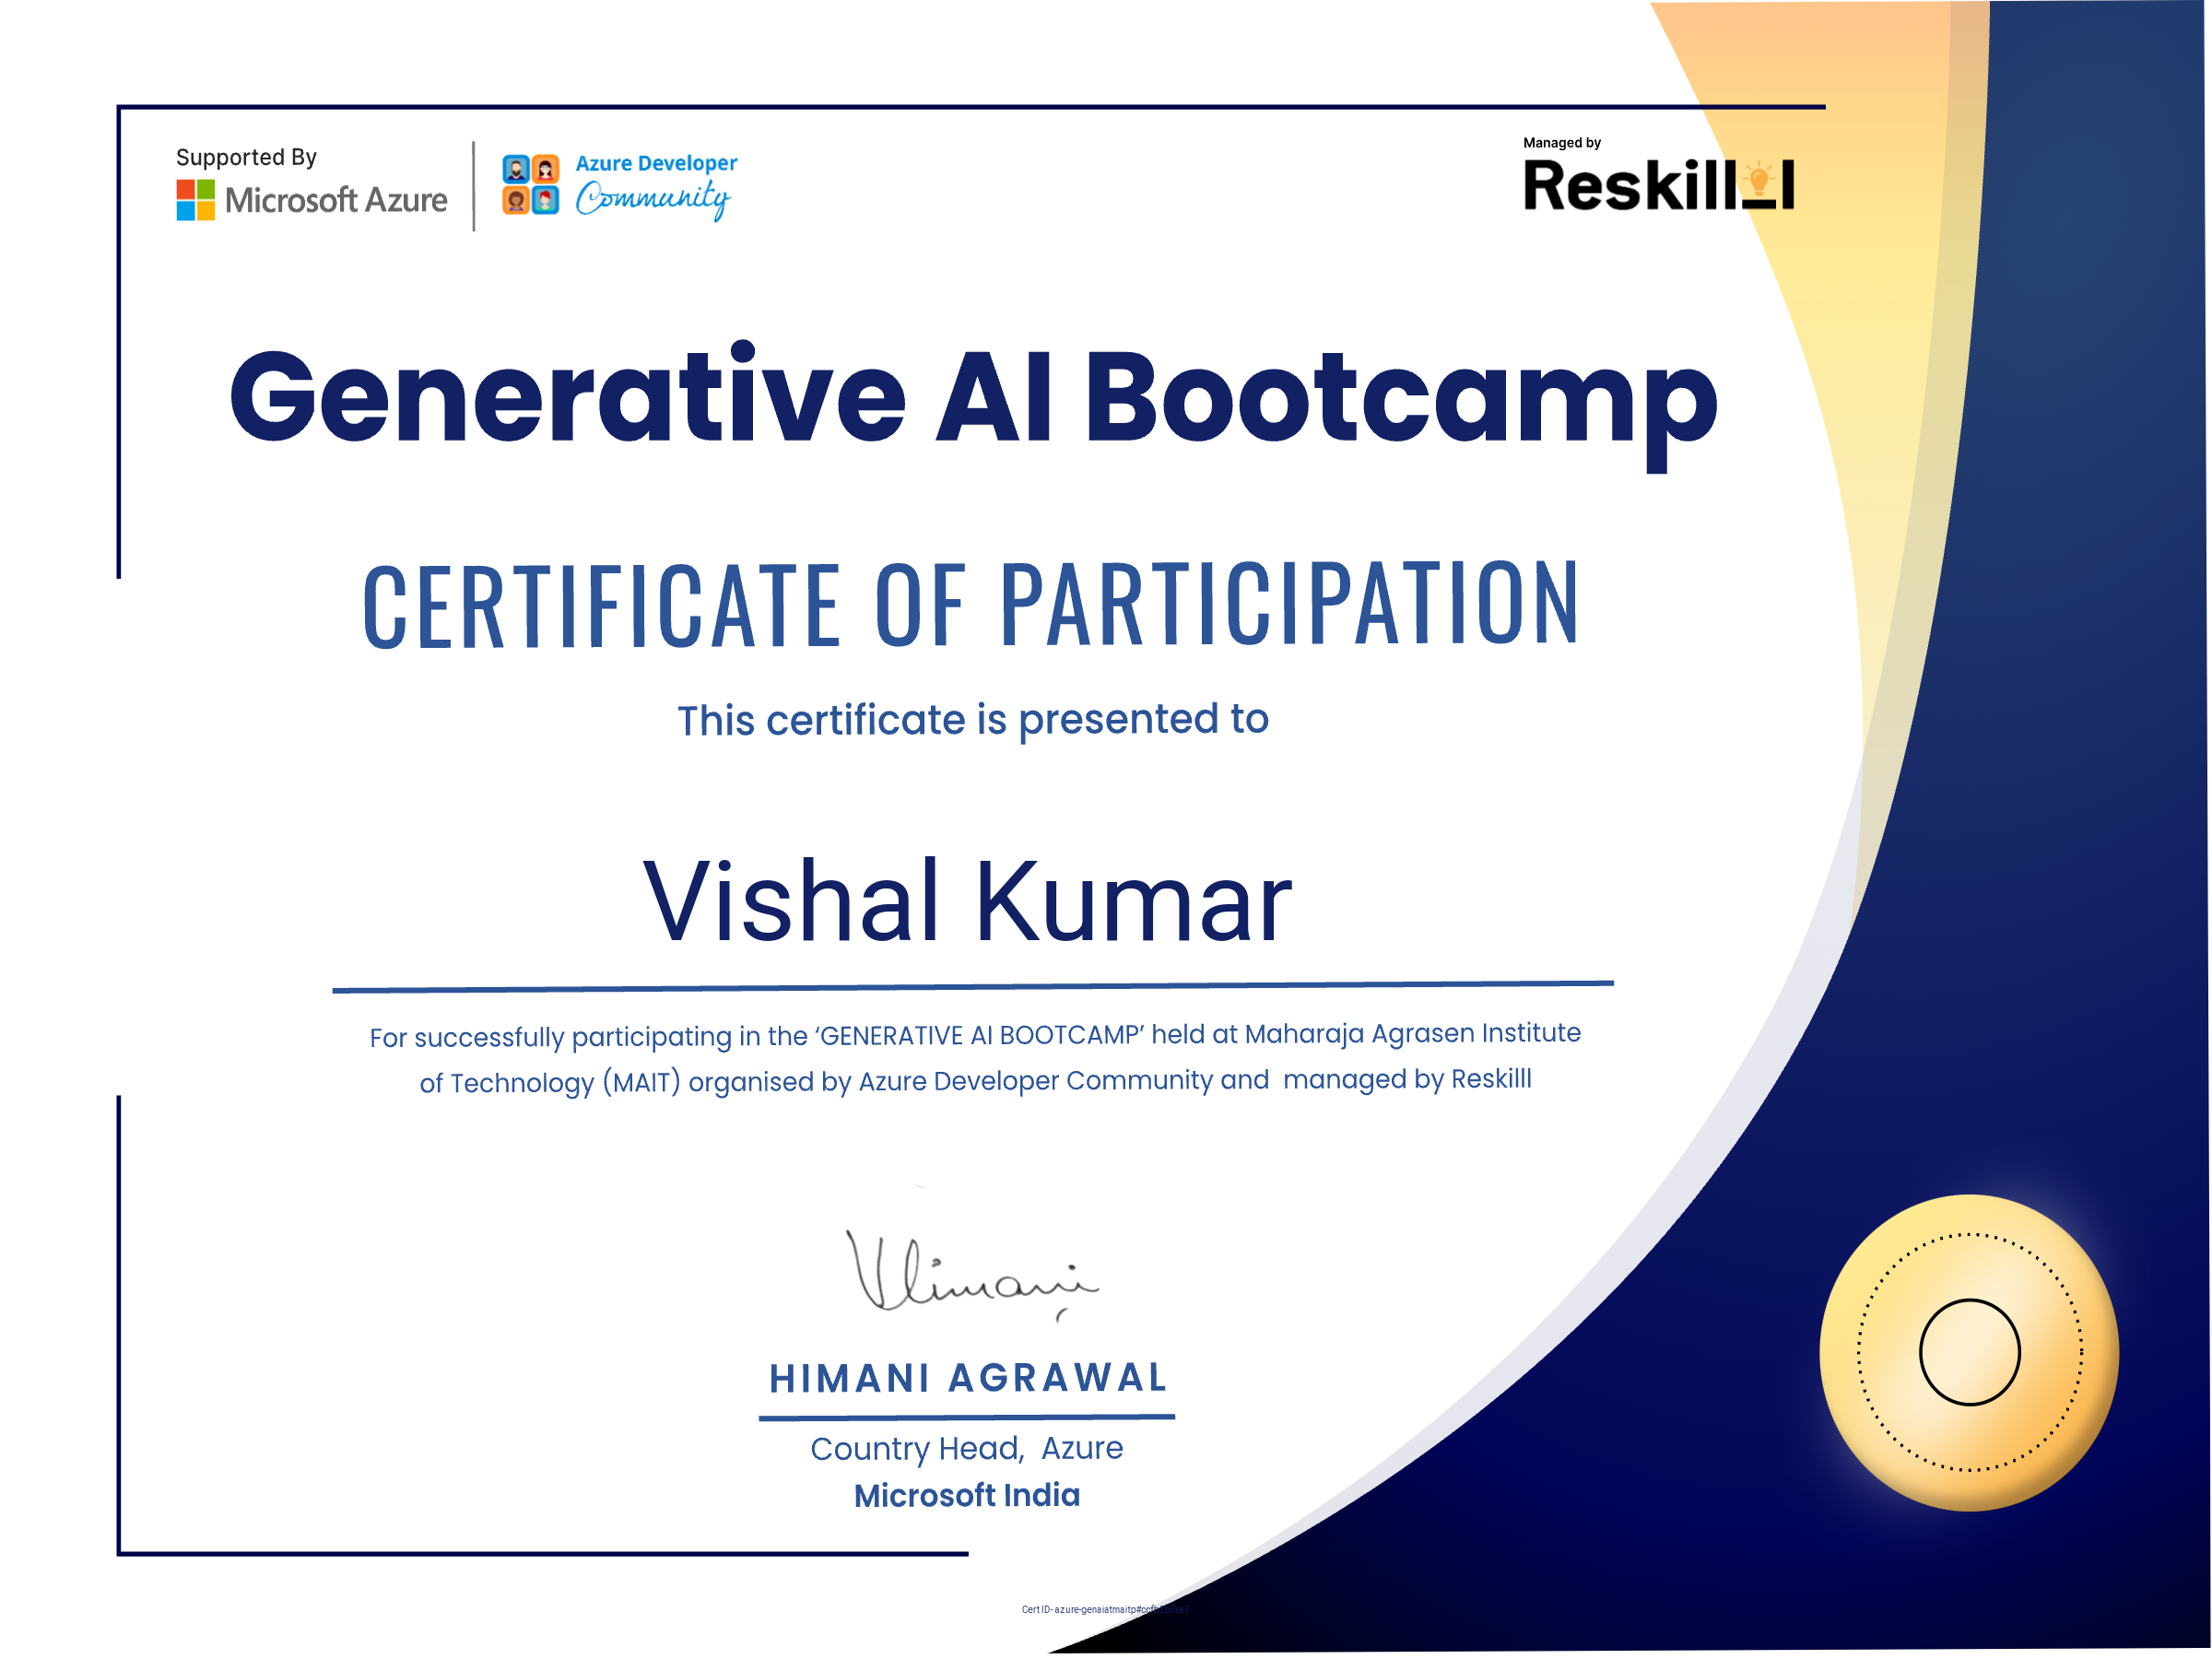 Supported By
Microsoft Azure
Azure Developer
Community
Managed by
Reskilll
Generative AI Bootcamp
CERTIFICATE OF PARTICIPATION
This certificate is presented to
Vishal Kumar
For successfully participating in the ‘GENERATIVE AI BOOTCAMP’ held at Maharaja Agrasen Institute
of Technology (MAIT) organised by Azure Developer Community and managed by Reskilll
Himani
HIMANI AGRAWAL
Country Head, Azure
Microsoft India
Cert ID-